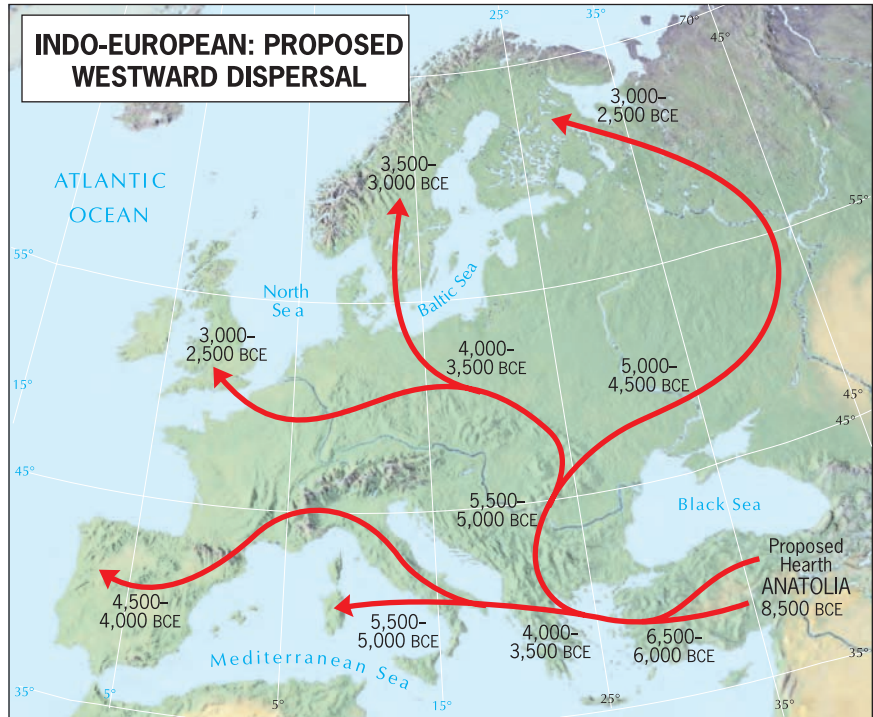 INDO-EUROPEAN: PROPOSED
WESTWARD DISPERSAL
25°
35°
70°
45°
3,000–
2,500 BCE
3,500–
3,000 BCE
ATLANTIC
OCEAN
55°
55°
North
Sea
Baltic Sea
3,000–
2,500 BCE
4,000–
3,500 BCE
5,000–
4,500 BCE
15°
45°
45°
45°
5,500–
5,000 BCE
Black Sea
Proposed
Hearth
ANATOLIA
8,500 BCE
4,500–
4,000 BCE
5,500–
5,000 BCE
4,000–
3,500 BCE
6,500–
6,000 BCE
Mediterranean Sea
35°
35°
5°
5°
15°
25°
35°